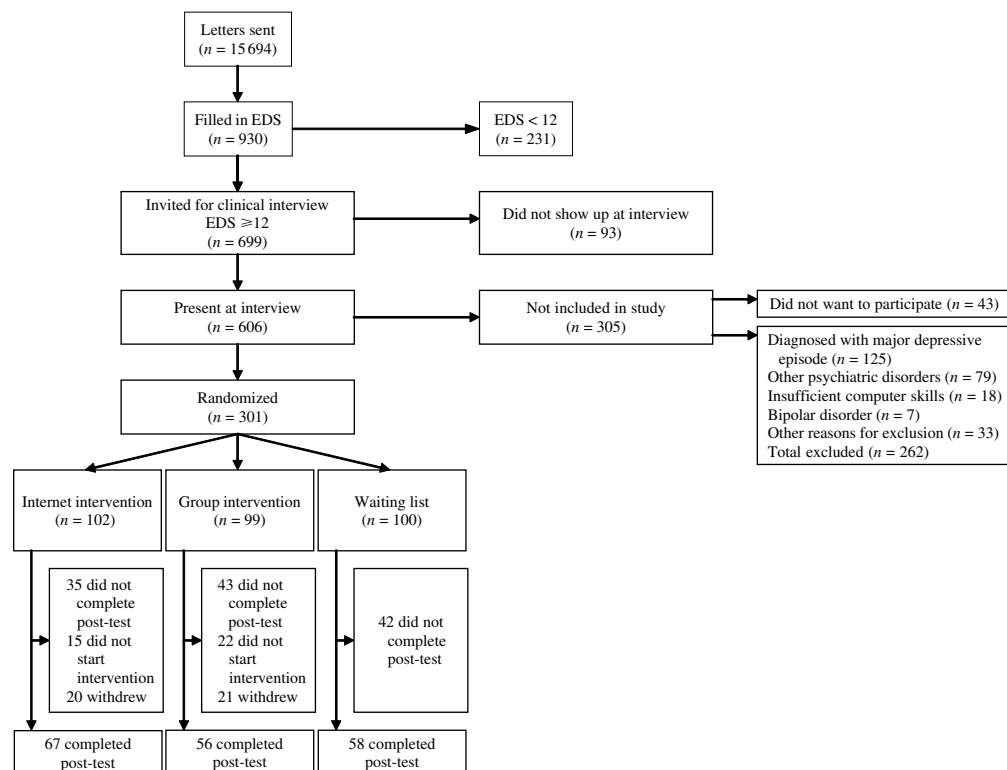 Letters sent
(n = 15 694)
Filled in EDS
(n = 930)
EDS < 12
(n = 231)
Invited for clinical interview
EDS ⩾12
(n = 699)
Did not show up at interview
(n = 93)
Present at interview
(n = 606)
Not included in study
(n = 305)
Did not want to participate (n = 43)
Diagnosed with major depressive
episode (n = 125)
Other psychiatric disorders (n = 79)
Insufficient computer skills (n = 18)
Bipolar disorder (n = 7)
Other reasons for exclusion (n = 33)
Total excluded (n = 262)
Randomized
(n = 301)
Internet intervention
(n = 102)
Group intervention
(n = 99)
Waiting list
(n = 100)
35 did not
complete
post-test
15 did not
start
intervention
20 withdrew
43 did not
complete
post-test
22 did not
start
intervention
21 withdrew
42 did not
complete
post-test
67 completed
post-test
56 completed
post-test
58 completed
post-test